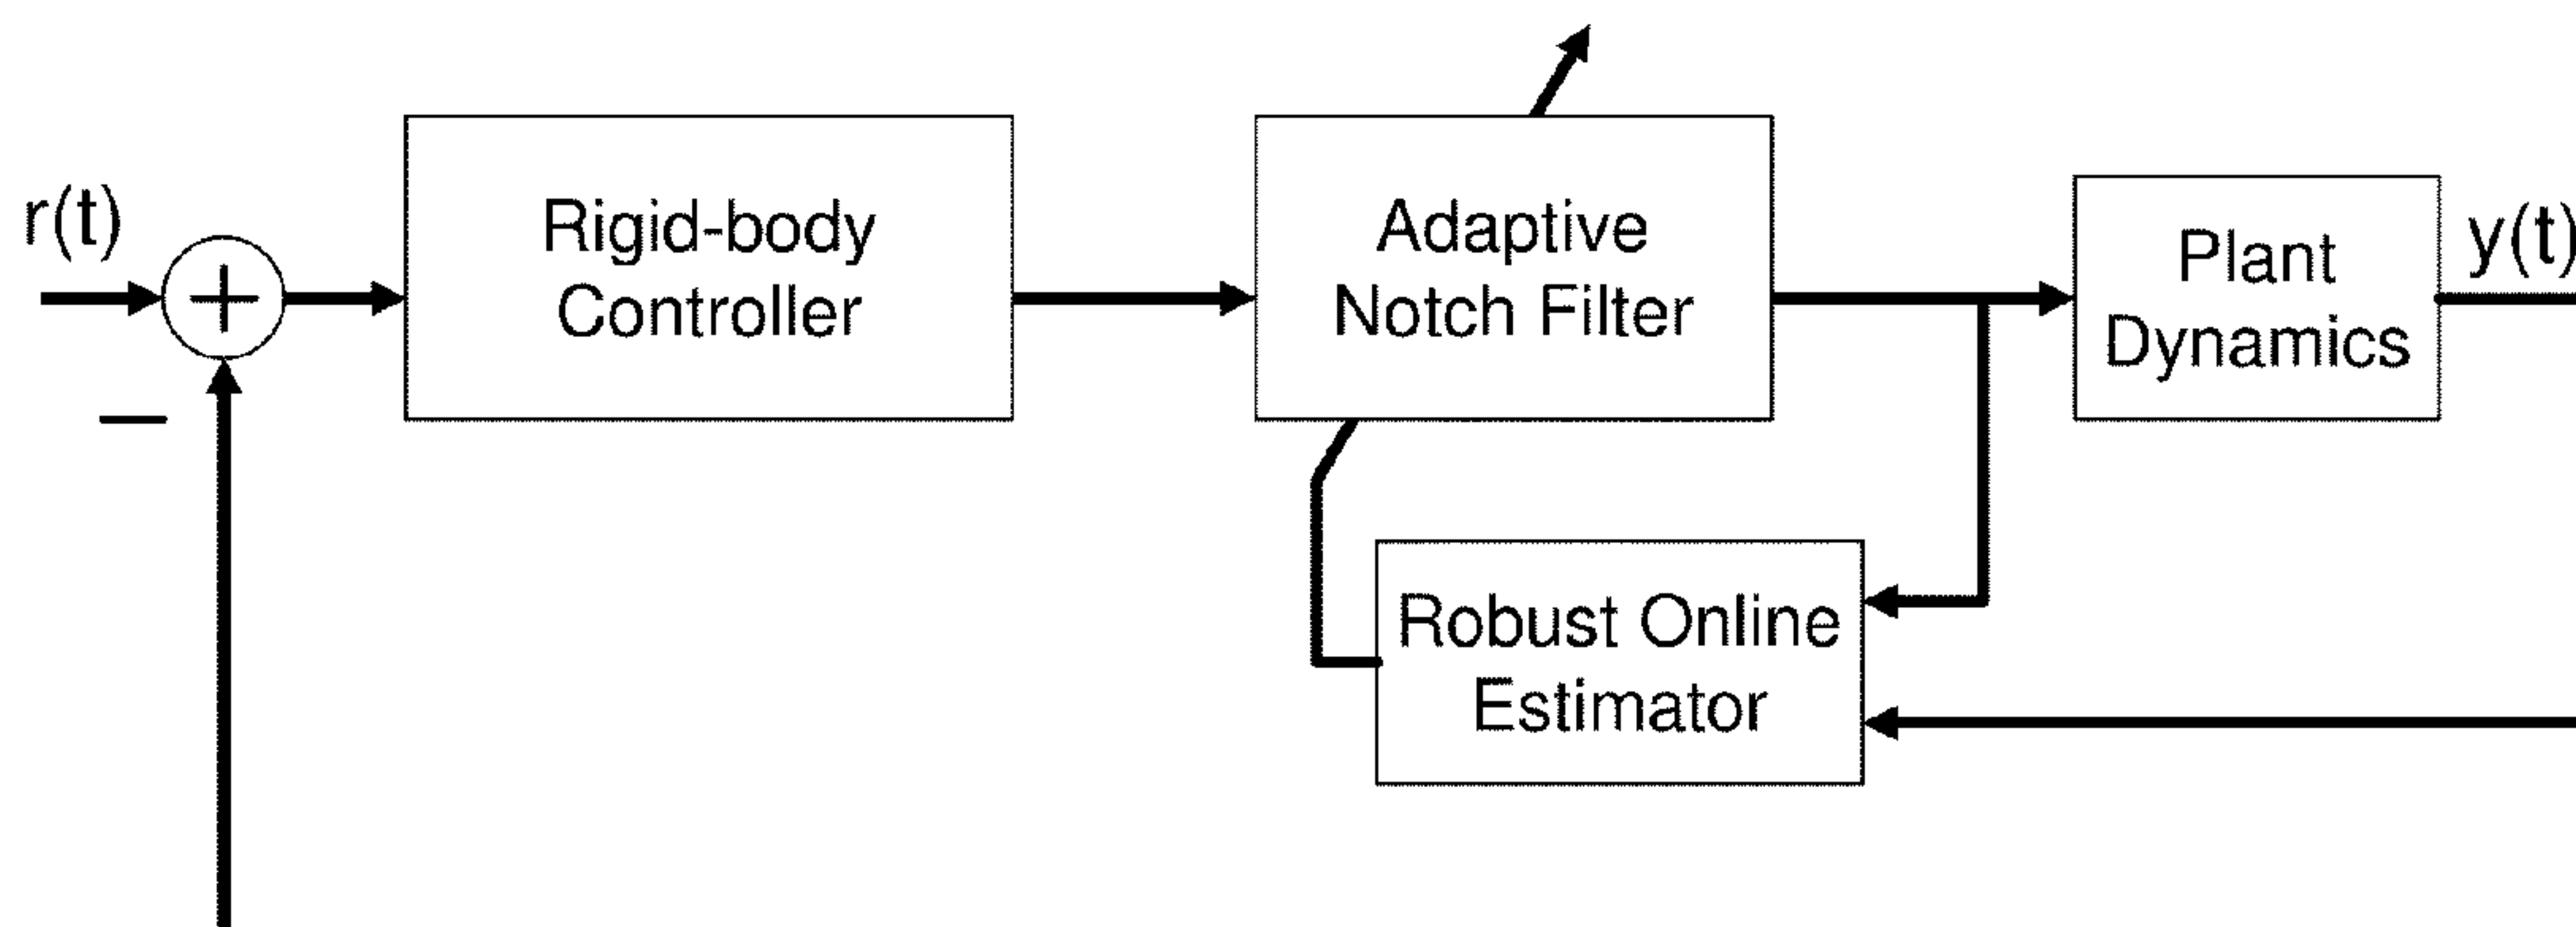 r(t)
+
−
Rigid-body
Controller
Adaptive
Notch Filter
Plant
Dynamics
y(t)
Robust Online
Estimator